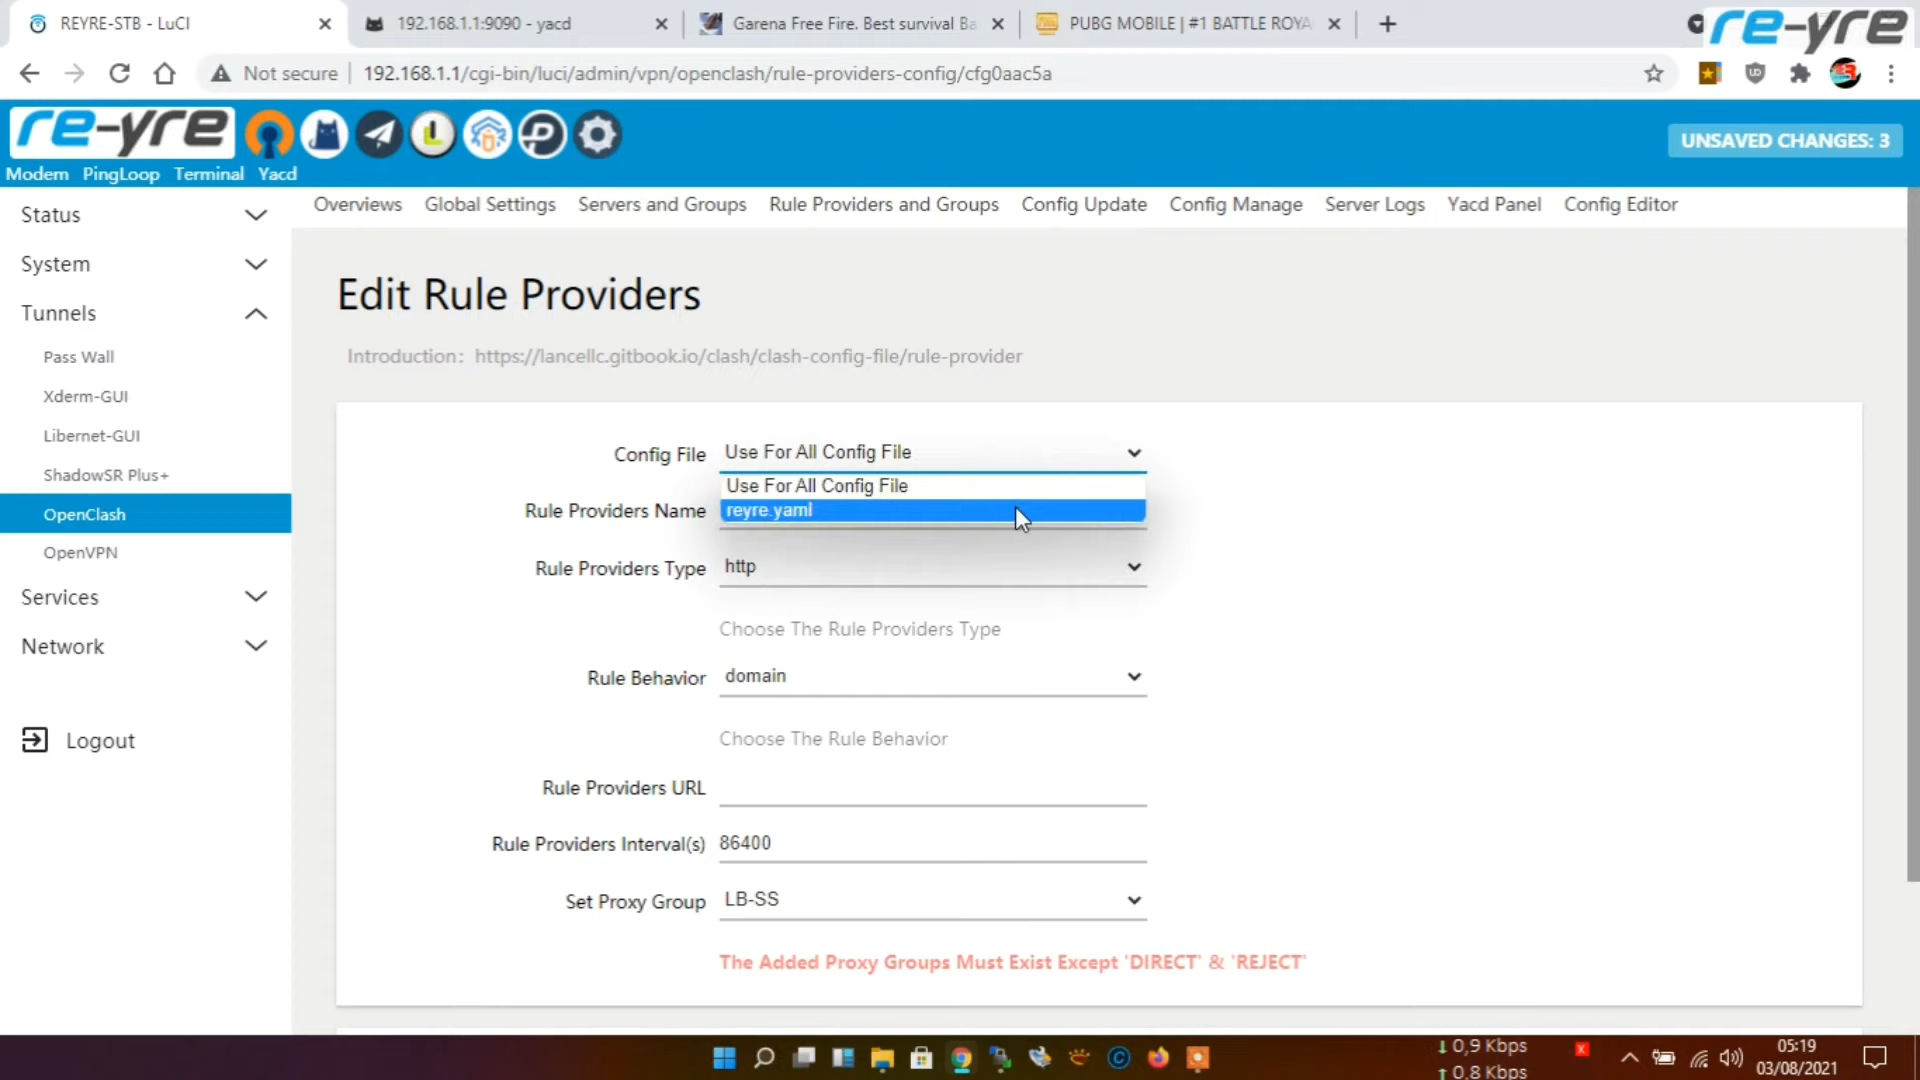 REYRE-STB - LuCI
192.168.1.1:9090 - yacd
Garena Free Fire. Best survival Ba
PUBG MOBILE | #1 BATTLE ROYA
re-yre
Not secure
192.168.1.1/cgi-bin/luci/admin/vpn/openclash/rule-providers-config/cfg0aac5a
re-yre
UNSAVED CHANGES: 3
Modem PingLoop Terminal Yacd
Overviews Global Settings Servers and Groups Rule Providers and Groups Config Update Config Manage Server Logs Yacd Panel Config Editor
Status
System
Tunnels
Pass Wall
Xderm-GUI
Libernet-GUI
ShadowSR Plus+
OpenClash
OpenVPN
Services
Network
Logout
Edit Rule Providers
Introduction: https://lancellc.gitbook.io/clash/clash-config-file/rule-provider
Config File Use For All Config File
Use For All Config File
Rule Providers Name reyre.yaml
Rule Providers Type http
Choose The Rule Providers Type
Rule Behavior domain
Choose The Rule Behavior
Rule Providers URL
Rule Providers Interval(s) 86400
Set Proxy Group LB-SS
The Added Proxy Groups Must Exist Except 'DIRECT' & 'REJECT'
↓ 0,9 Kbps
↑ 0,8 Kbps
05:19
03/08/2021